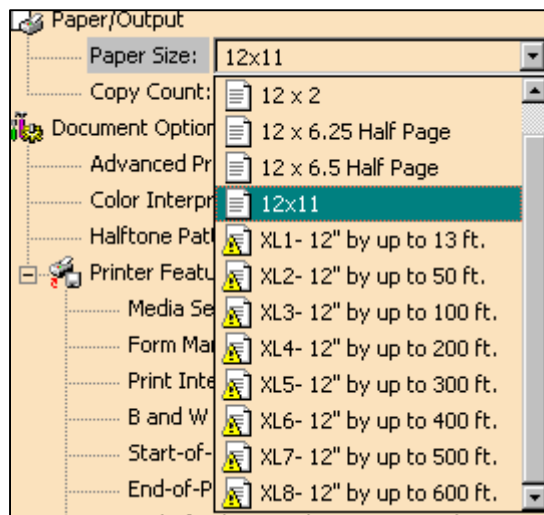 Paper/Output
Paper Size: 12x11
Copy Count: 12 x 2
Document Option 12 x 6.25 Half Page
Advanced Pr 12 x 6.5 Half Page
Color Interpr 12x11
Halftone Pat XL1- 12" by up to 13 ft.
Printer Featu XL2- 12" by up to 50 ft.
Media Se XL3- 12" by up to 100 ft.
Form Ma XL4- 12" by up to 200 ft.
Print Inte XL5- 12" by up to 300 ft.
B and W XL6- 12" by up to 400 ft.
Start-of- XL7- 12" by up to 500 ft.
End-of-P XL8- 12" by up to 600 ft.